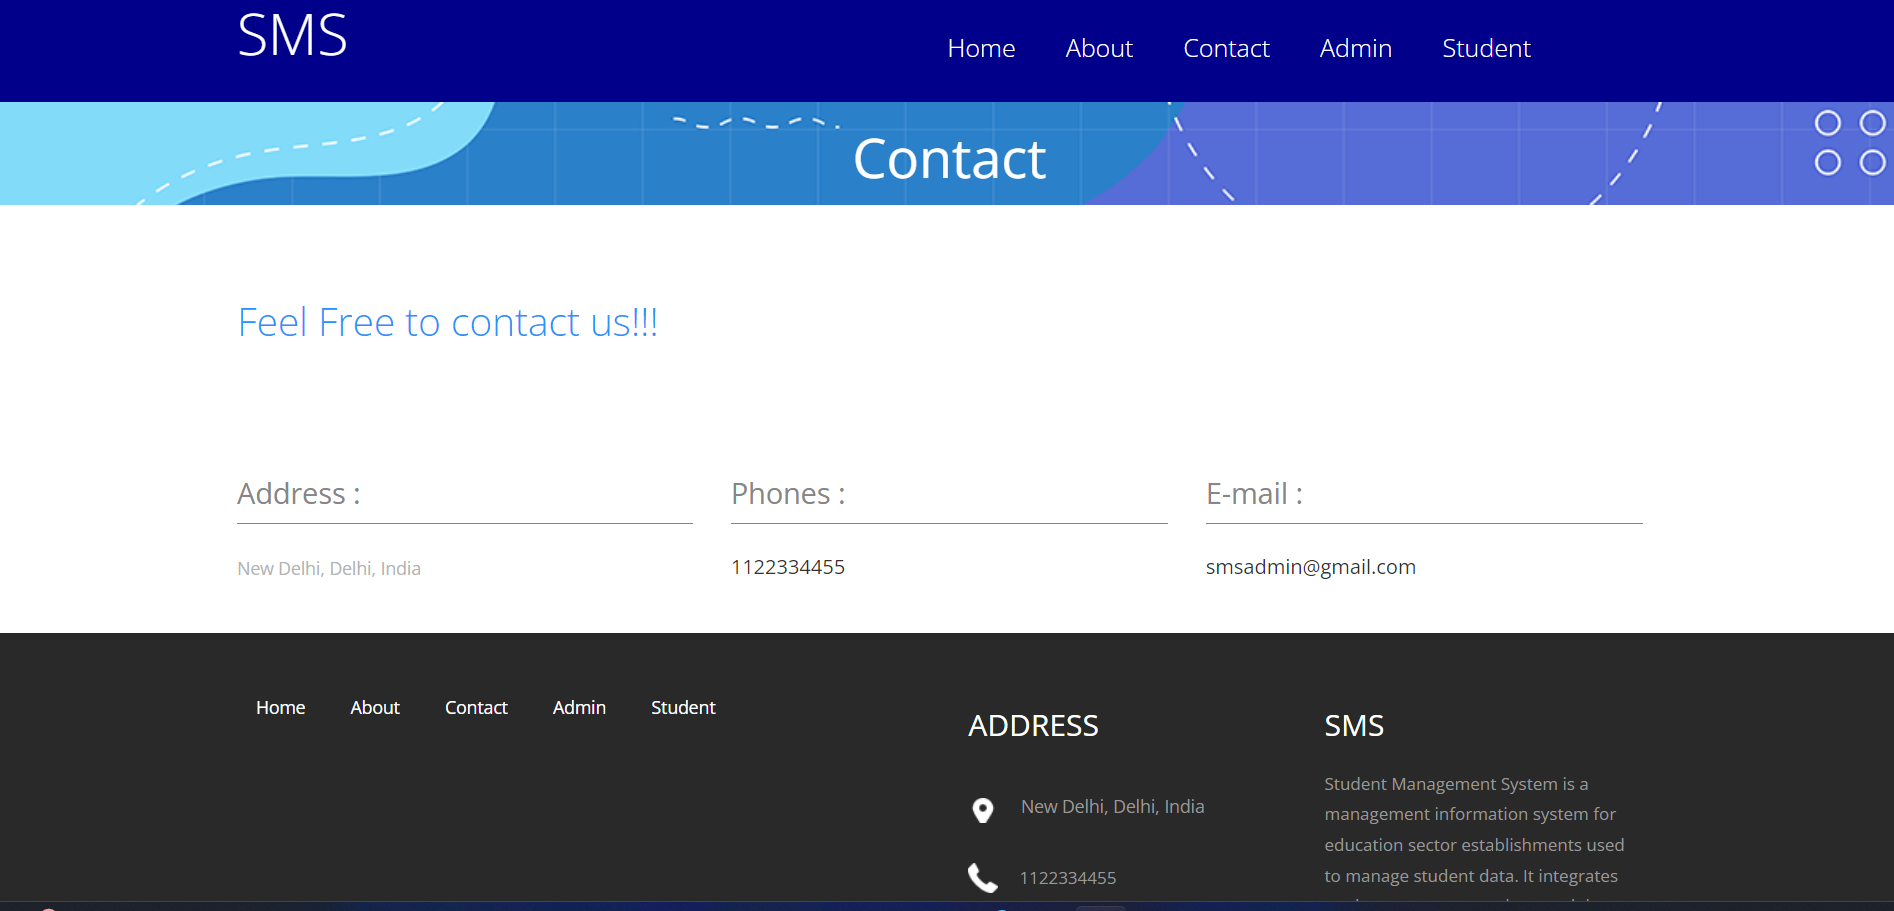 SMS
Home About Contact Admin Student
Contact
Feel Free to contact us!!!
Address :
New Delhi, Delhi, India
Phones :
1122334455
E-mail :
smsadmin@gmail.com
Home About Contact Admin Student
ADDRESS
New Delhi, Delhi, India
1122334455
SMS
Student Management System is a
management information system for
education sector establishments used
to manage student data. It integrates